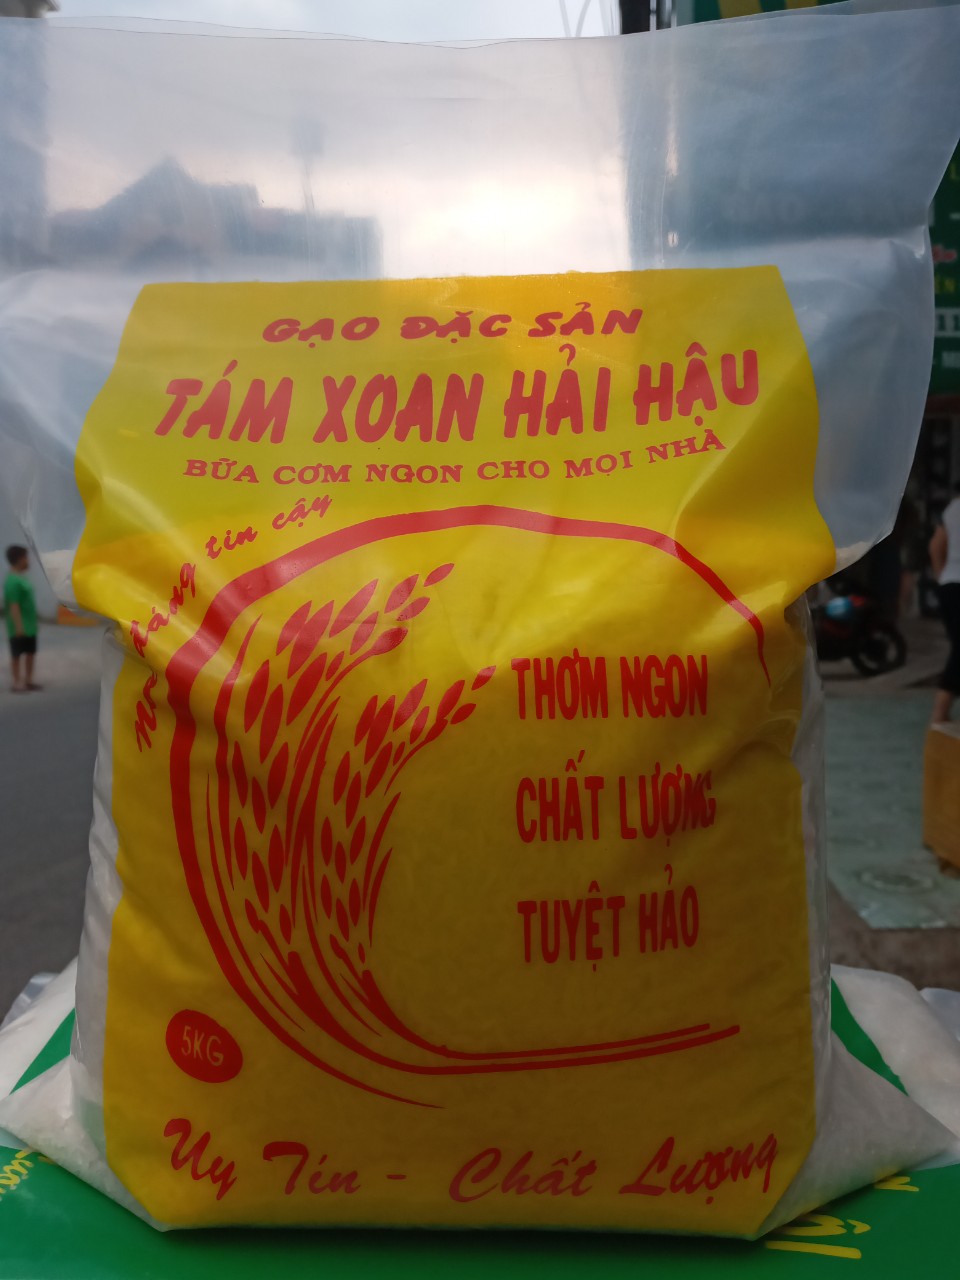 GẠO ĐẶC SẢN
TÁM XOAN HẢI HẬU
BỮA CƠM NGON CHO MỌI NHÀ
đáng tin cậy
THƠM NGON
CHẤT LƯỢNG
TUYỆT HẢO
5KG
Uy Tín - Chất Lượng